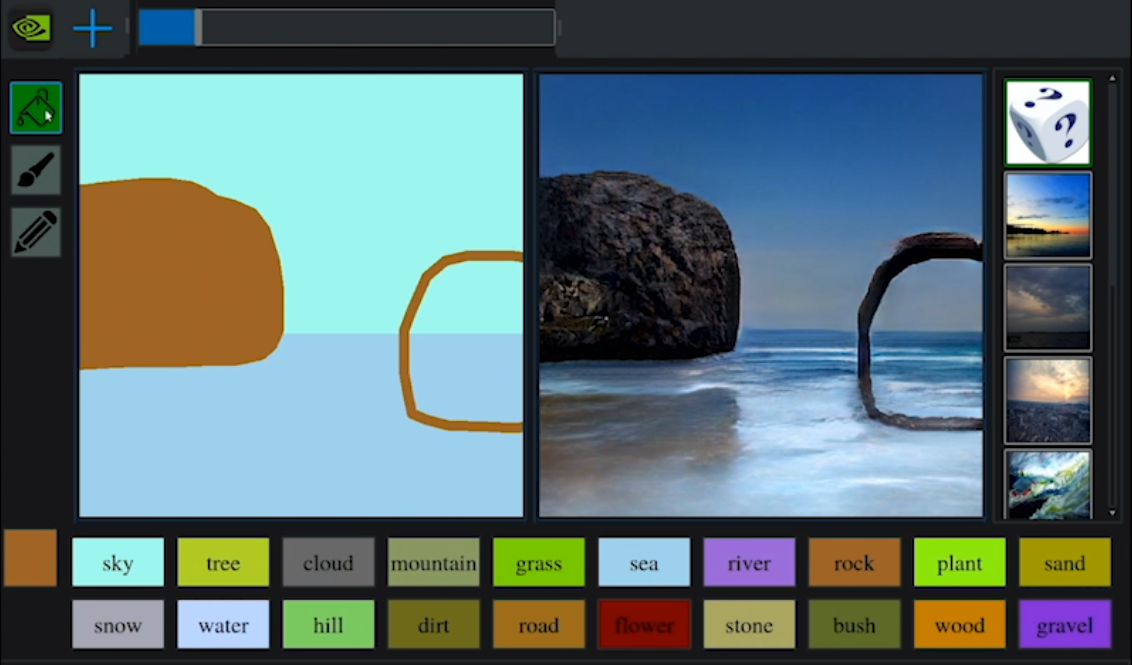 ? ? ?
sky tree cloud mountain grass sea river rock plant sand
snow water hill dirt road flower stone bush wood gravel